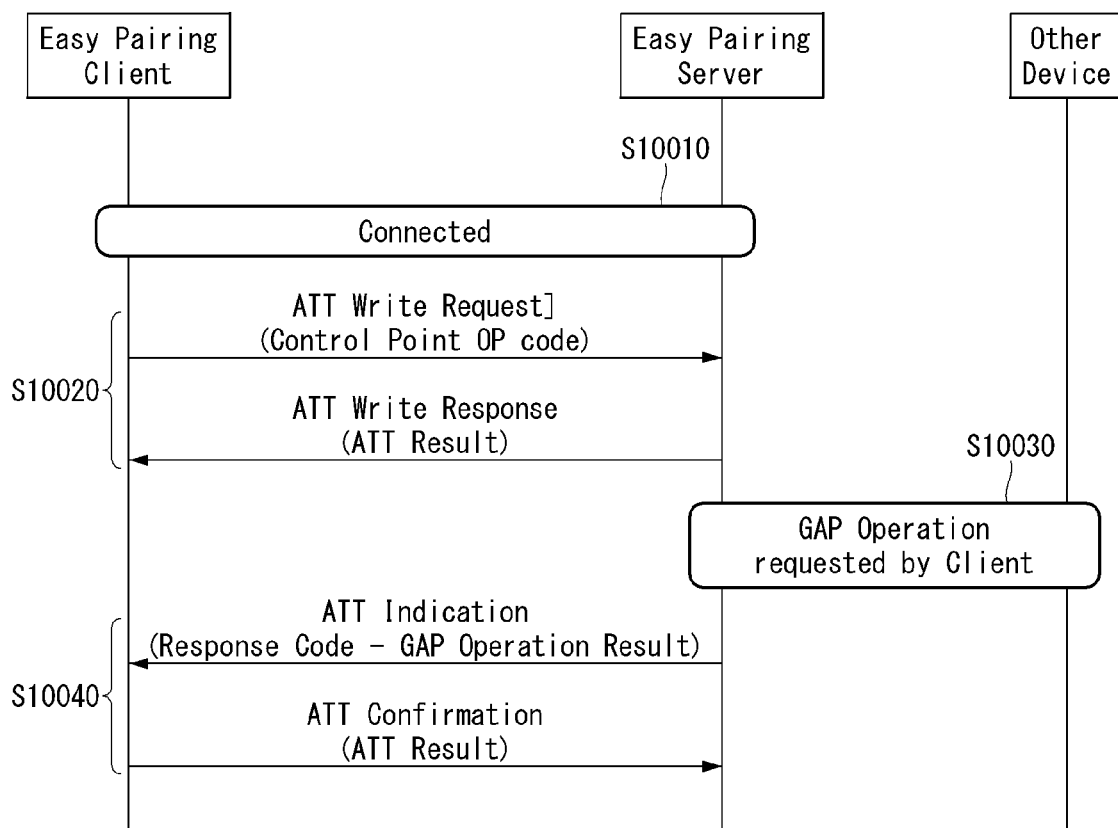 Easy Pairing
Client
Easy Pairing
Server
Other
Device
S10010
Connected
ATT Write Request]
(Control Point OP code)
S10020
ATT Write Response
(ATT Result)
S10030
GAP Operation
requested by Client
ATT Indication
(Response Code - GAP Operation Result)
S10040
ATT Confirmation
(ATT Result)